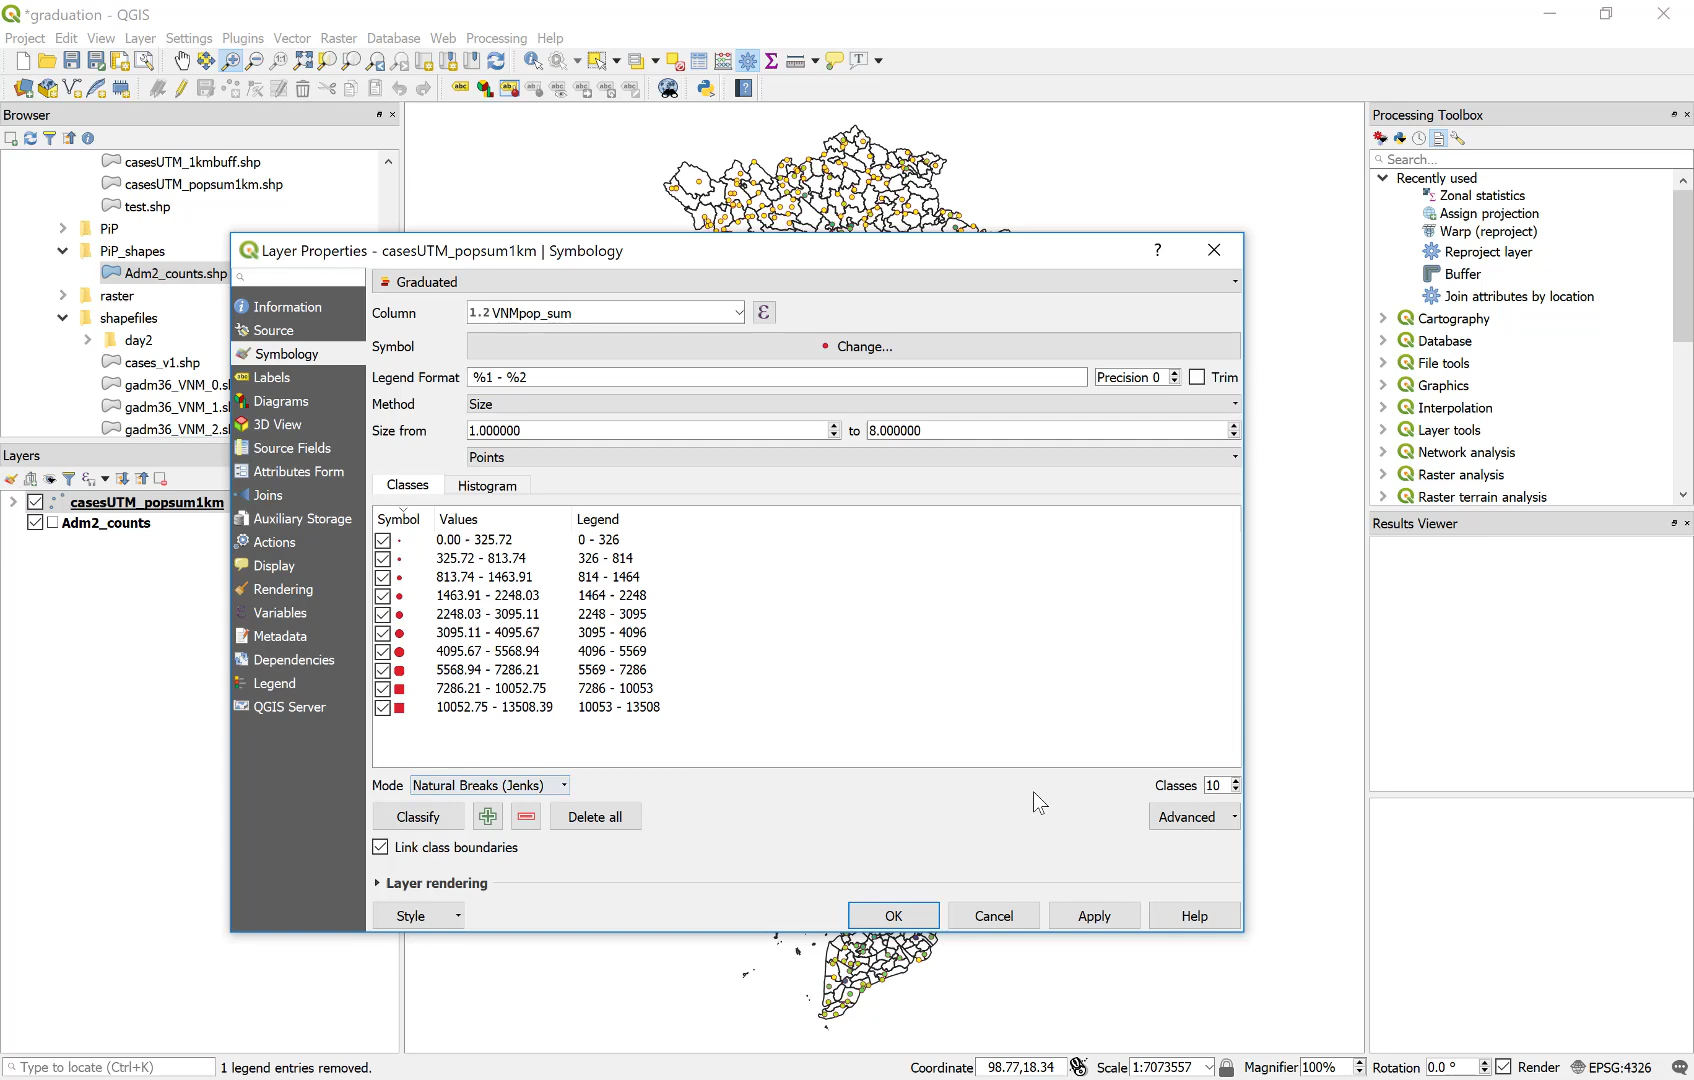 *graduation - QGIS
Project Edit View Layer Settings Plugins Vector Raster Database Web Processing Help
Browser
casesUTM_1kmbuff.shp
casesUTM_popsum1km.shp
test.shp
PiP
PiP_shapes
Adm2_counts.shp
raster
shapefiles
day2
cases_v1.shp
gadm36_VNM_0.sl
gadm36_VNM_1.sl
gadm36_VNM_2.sl
Layers
casesUTM_popsum1km
Adm2_counts
Layer Properties - casesUTM_popsum1km | Symbology
Information
Source
Symbology
Labels
Diagrams
3D View
Source Fields
Attributes Form
Joins
Auxiliary Storage
Actions
Display
Rendering
Variables
Metadata
Dependencies
Legend
QGIS Server
Graduated
Column 1.2 VNMpop_sum ε
Symbol Change...
Legend Format %1 - %2 Precision 0 Trim
Method Size
Size from 1.000000 to 8.000000
Points
Classes Histogram
Symbol Values Legend
0.00 - 325.72 0 - 326
325.72 - 813.74 326 - 814
813.74 - 1463.91 814 - 1464
1463.91 - 2248.03 1464 - 2248
2248.03 - 3095.11 2248 - 3095
3095.11 - 4095.67 3095 - 4096
4095.67 - 5568.94 4096 - 5569
5568.94 - 7286.21 5569 - 7286
7286.21 - 10052.75 7286 - 10053
10052.75 - 13508.39 10053 - 13508
Mode Natural Breaks (Jenks) Classes 10
Classify Delete all Advanced
Link class boundaries
Layer rendering
Style OK Cancel Apply Help
Processing Toolbox
Search...
Recently used
Zonal statistics
Assign projection
Warp (reproject)
Reproject layer
Buffer
Join attributes by location
Cartography
Database
File tools
Graphics
Interpolation
Layer tools
Network analysis
Raster analysis
Raster terrain analysis
Results Viewer
Type to locate (Ctrl+K) 1 legend entries removed. Coordinate 98.77,18.34 Scale 1:7073557 Magnifier 100% Rotation 0.0 ° Render EPSG:4326